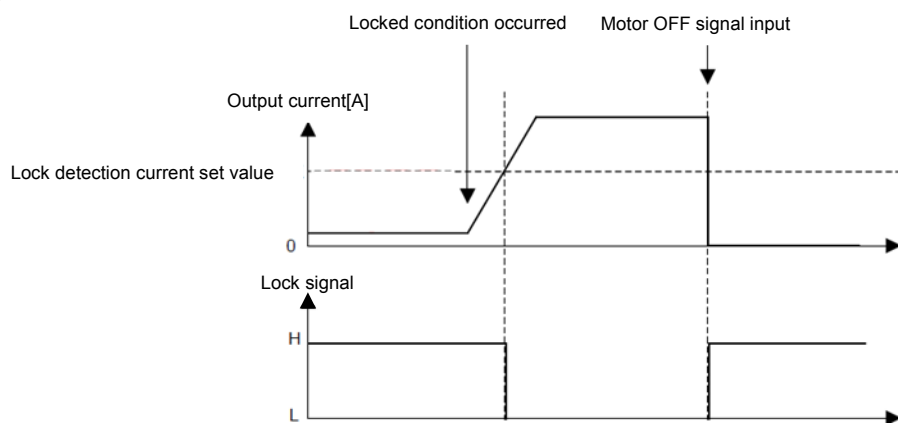 Locked condition occurred
Motor OFF signal input
Output current[A]
Lock detection current set value
0
Lock signal
H
L